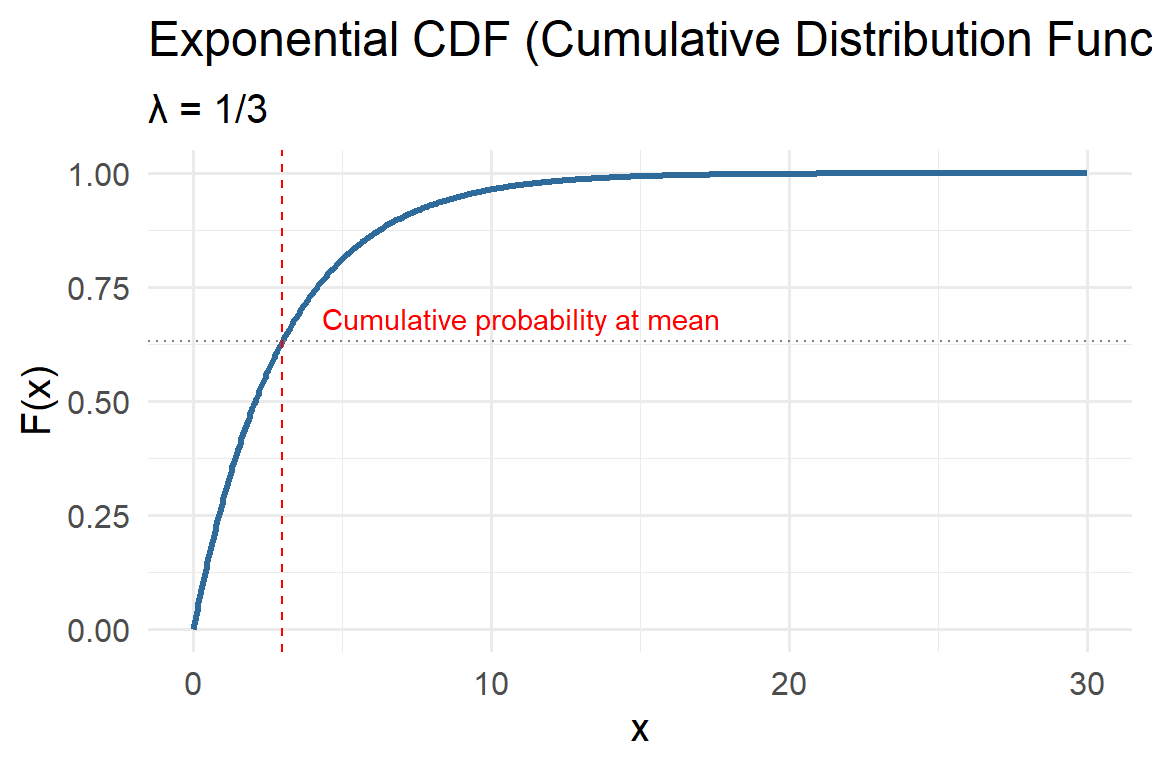 Exponential CDF (Cumulative Distribution Func
λ = 1/3
1.00
0.75
Cumulative probability at mean
0.50
0.25
0.00
F(x)
0 10 20 30
x